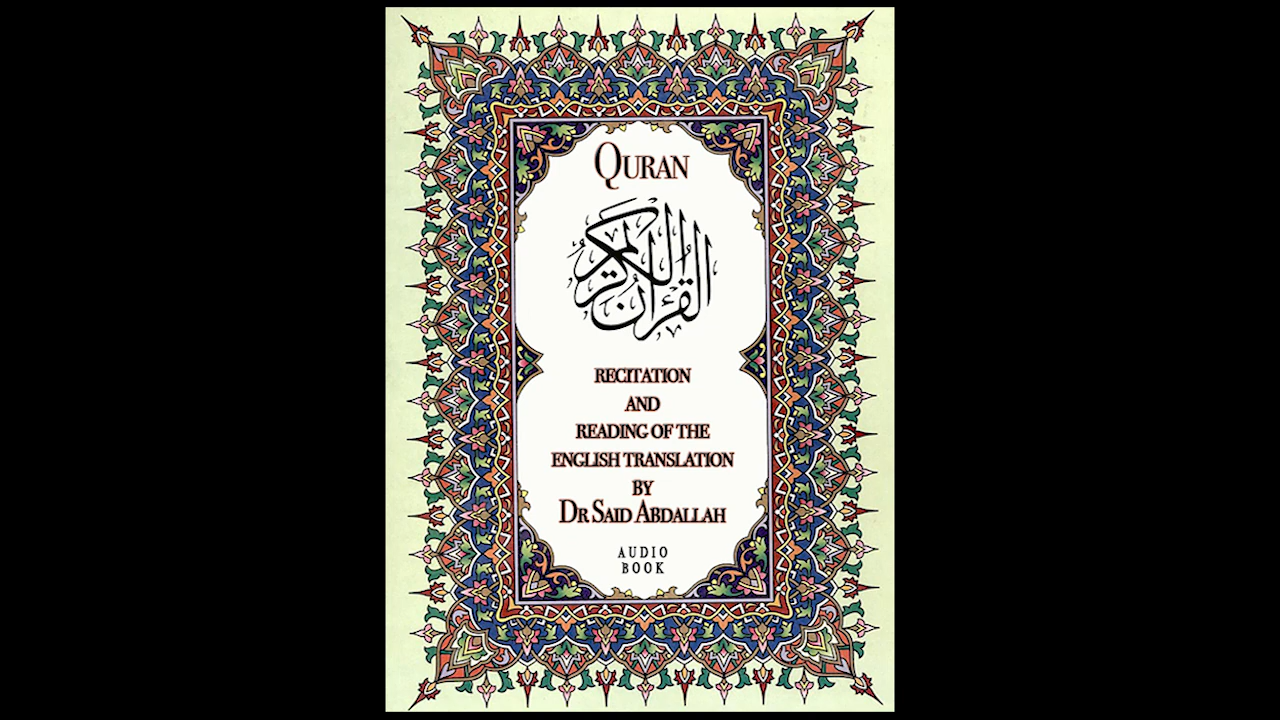 QURAN
القرآن الكريم
RECITATION
AND
READING OF THE
ENGLISH TRANSLATION
BY
DR SAID ABDALLAH
AUDIO
BOOK